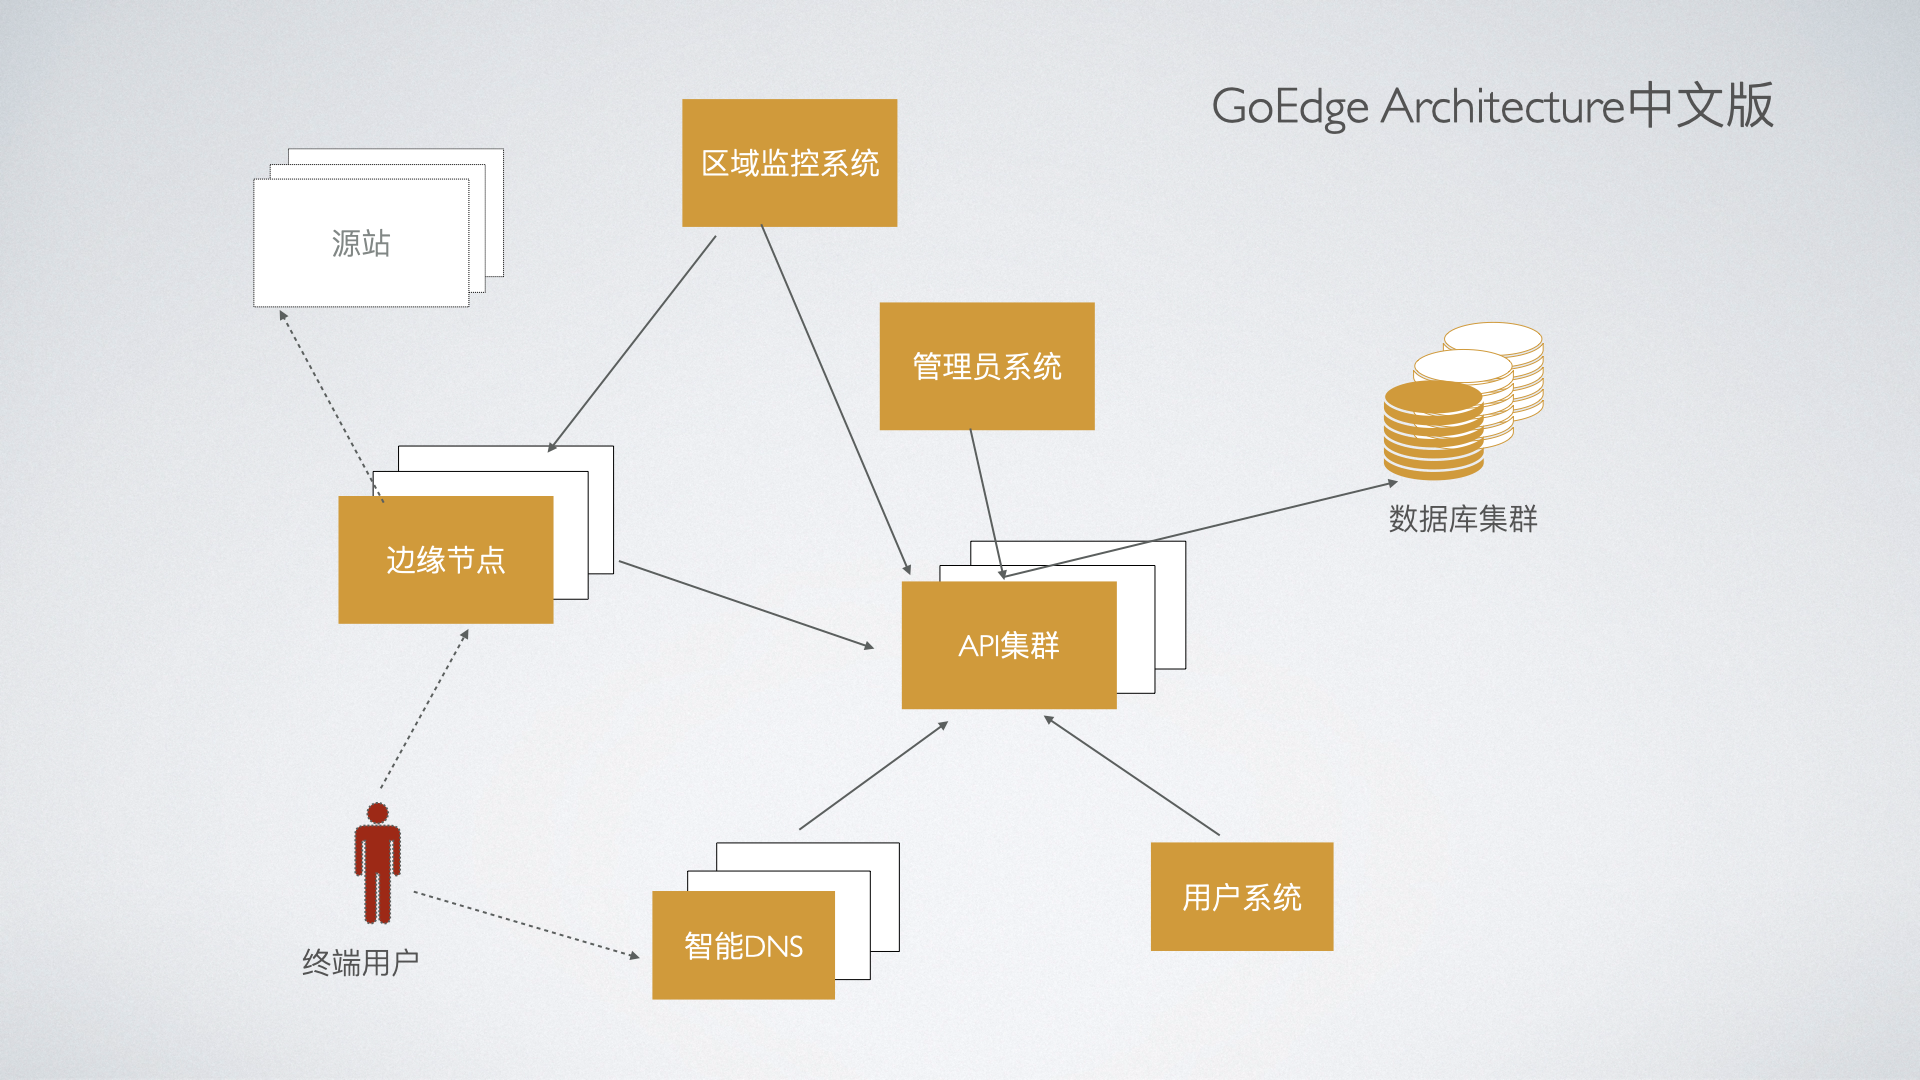 GoEdge Architecture中文版
区域监控系统
源站
管理员系统
数据库集群
边缘节点
API集群
用户系统
智能DNS
终端用户